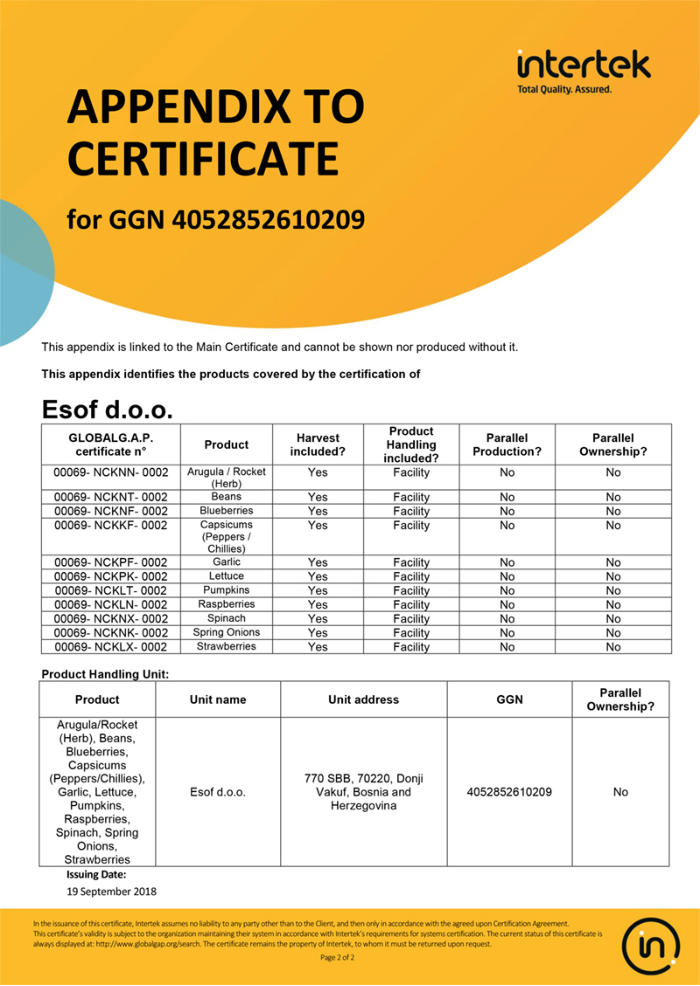 intertek
Total Quality. Assured.
APPENDIX TO
CERTIFICATE
for GGN 4052852610209
This appendix is linked to the Main Certificate and cannot be shown nor produced without it.
This appendix identifies the products covered by the certification of
Esof d.o.o.
GLOBALG.A.P. certificate n° Product Harvest included? Product Handling included? Parallel Production? Parallel Ownership?
00069- NCKNN- 0002 Arugula / Rocket (Herb) Yes Facility No No
00069- NCKNT- 0002 Beans Yes Facility No No
00069- NCKNF- 0002 Blueberries Yes Facility No No
00069- NCKKF- 0002 Capsicums (Peppers / Chillies) Yes Facility No No
00069- NCKPF- 0002 Garlic Yes Facility No No
00069- NCKPK- 0002 Lettuce Yes Facility No No
00069- NCKLT- 0002 Pumpkins Yes Facility No No
00069- NCKLN- 0002 Raspberries Yes Facility No No
00069- NCKNX- 0002 Spinach Yes Facility No No
00069- NCKNK- 0002 Spring Onions Yes Facility No No
00069- NCKLX- 0002 Strawberries Yes Facility No No
Product Handling Unit:
Product Unit name Unit address GGN Parallel Ownership?
Arugula/Rocket
(Herb), Beans,
Blueberries,
Capsicums
(Peppers/Chillies),
Garlic, Lettuce,
Pumpkins,
Raspberries,
Spinach, Spring
Onions,
Strawberries
Esof d.o.o.
770 SBB, 70220, Donji
Vakuf, Bosnia and
Herzegovina
4052852610209
No
Issuing Date:
19 September 2018
In the issuance of this certificate, Intertek assumes no liability to any party other than to the Client, and then only in accordance with the agreed upon Certification Agreement.
This certificate's validity is subject to the organization maintaining their system in accordance with Intertek's requirements for systems certification. The current status of this certificate is
always displayed at: http://www.globalgap.org/search. The certificate remains the property of Intertek, to whom it must be returned upon request.
Page 2 of 2
in